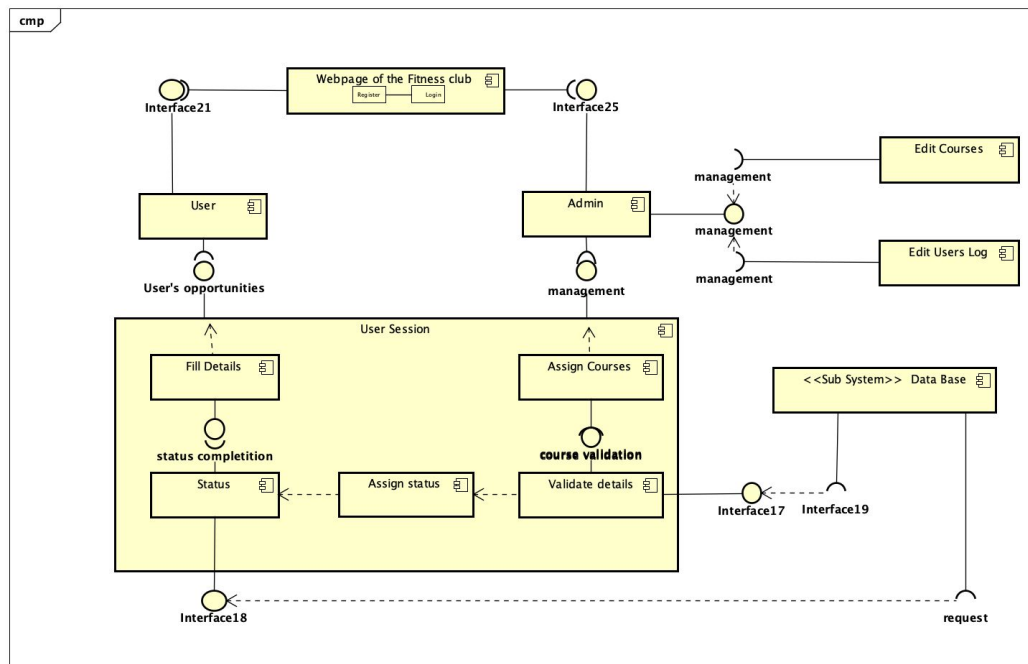 cmp
Webpage of the Fitness club
Register
Login
Interface21
Interface25
Edit Courses
management
User
Admin
management
Edit Users Log
management
User's opportunities
management
User Session
Fill Details
Assign Courses
<<Sub System>> Data Base
status completition
course validation
Status
Assign status
Validate details
Interface17
Interface19
Interface18
request